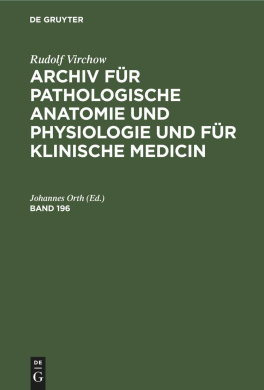 DE GRUYTER
Rudolf Virchow
ARCHIV FÜR
PATHOLOGISCHE
ANATOMIE UND
PHYSIOLOGIE UND FÜR
KLINISCHE MEDICIN
Johannes Orth (Ed.)
BAND 196
DE
G